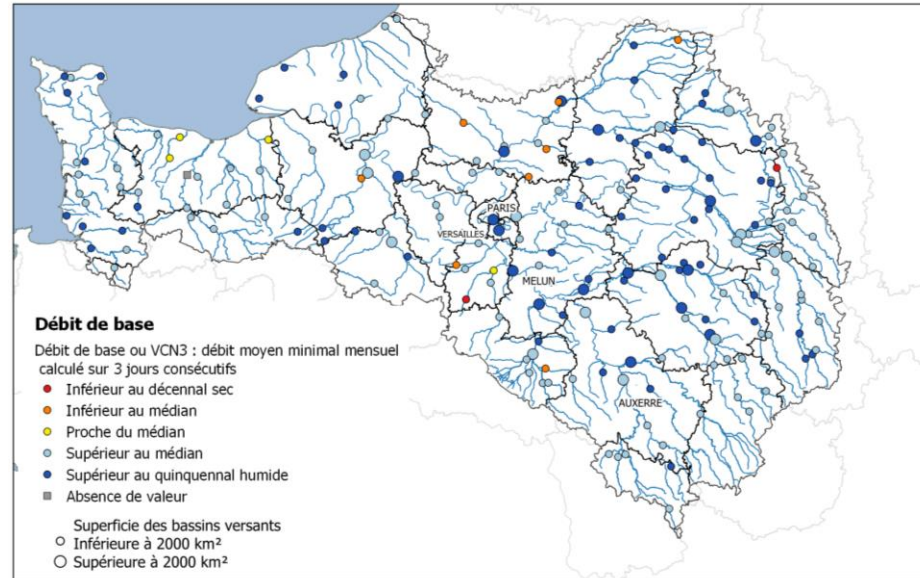 PARIS
VERSAILLES
MELUN
AUXERRE
Débit de base
Débit de base ou VCN3 : débit moyen minimal mensuel
calculé sur 3 jours consécutifs
Inférieur au décennal sec
Inférieur au médian
Proche du médian
Supérieur au médian
Supérieur au quinquennal humide
Absence de valeur
Superficie des bassins versants
Inférieure à 2000 km²
Supérieure à 2000 km²